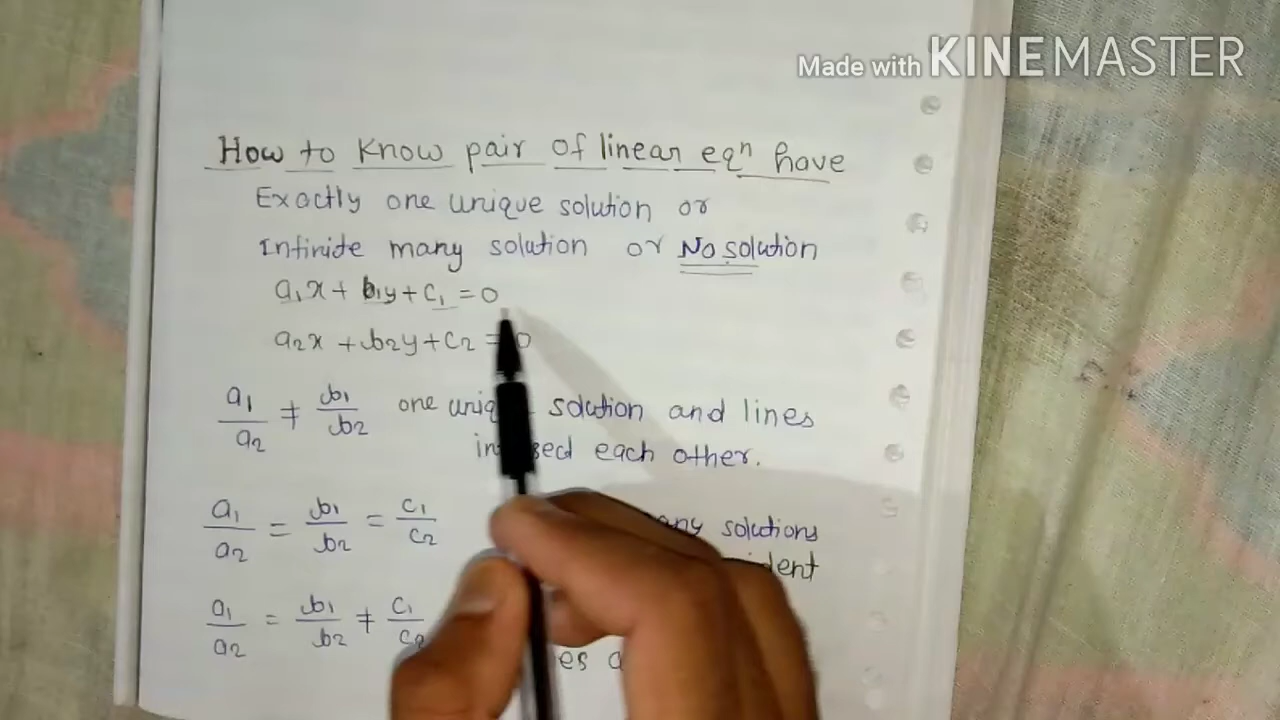 Made with KINEMASTER
How to know pair of linear eqⁿ have
Exactly one unique solution or
Infinide many solution or No solution
a₁x + b₁y + c₁ = 0
a₂x + b₂y + c₂ = 0
a₁/a₂ ≠ b₁/b₂ one solution and lines
each other.
a₁/a₂ = b₁/b₂ = c₁/c₂ solutions
a₁/a₂ = b₁/b₂ ≠ c₁/c₂